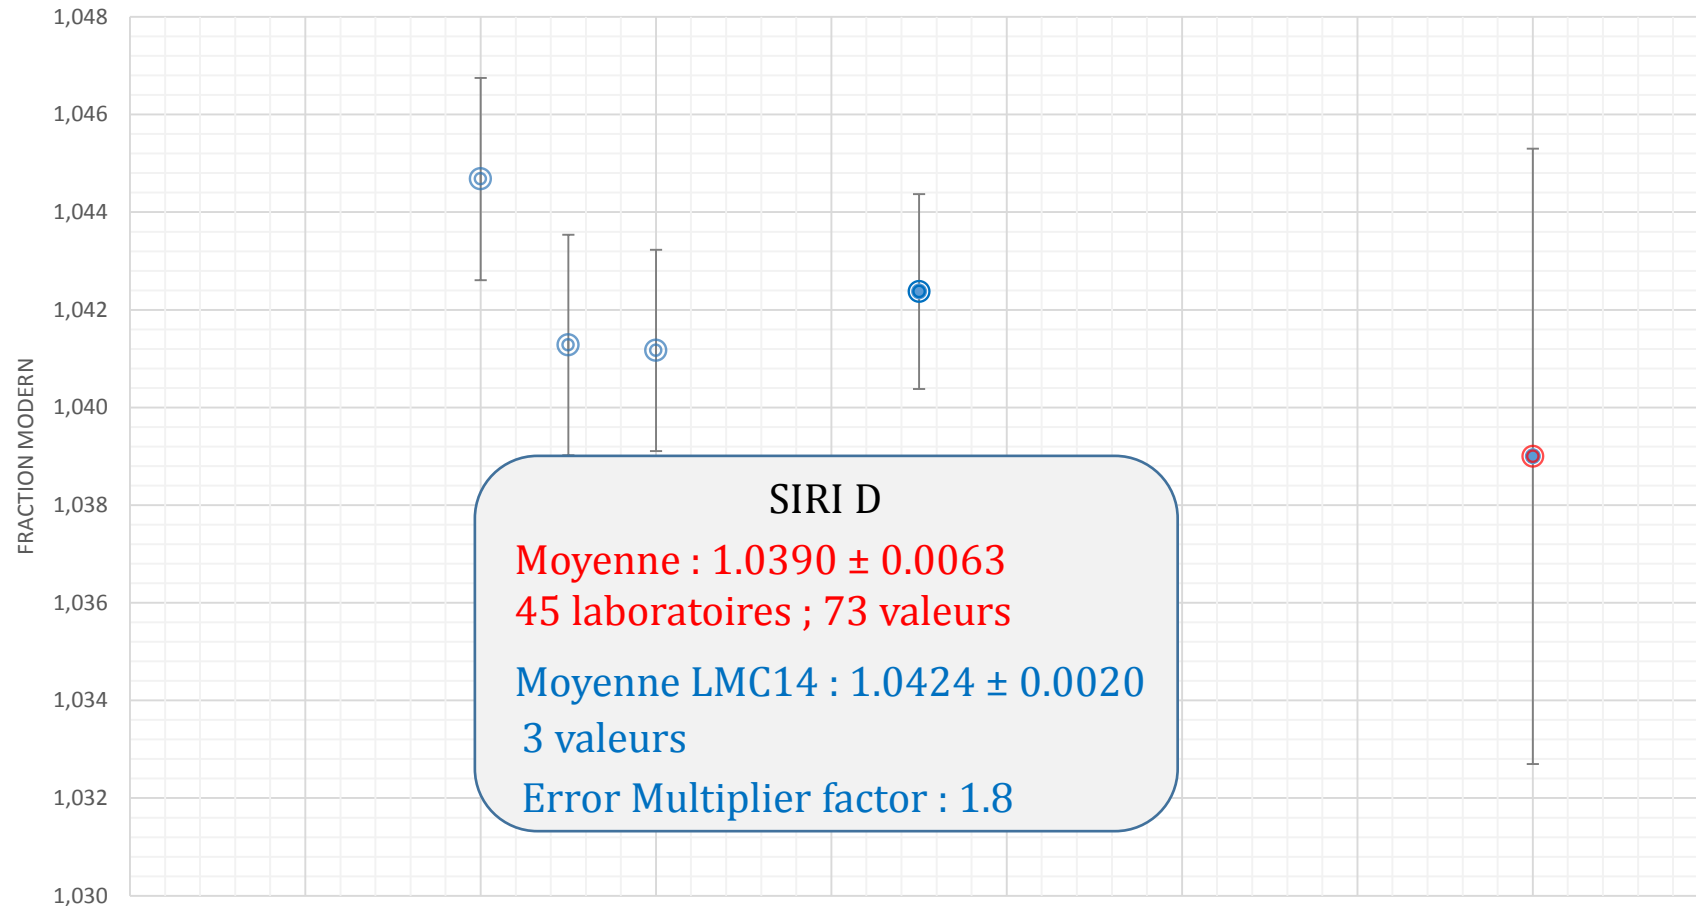 1,048
1,046
1,044
1,042
1,040
1,038
1,036
1,034
1,032
1,030
FRACTION MODERN
SIRI D
Moyenne : 1.0390 ± 0.0063
45 laboratoires ; 73 valeurs
Moyenne LMC14 : 1.0424 ± 0.0020
3 valeurs
Error Multiplier factor : 1.8